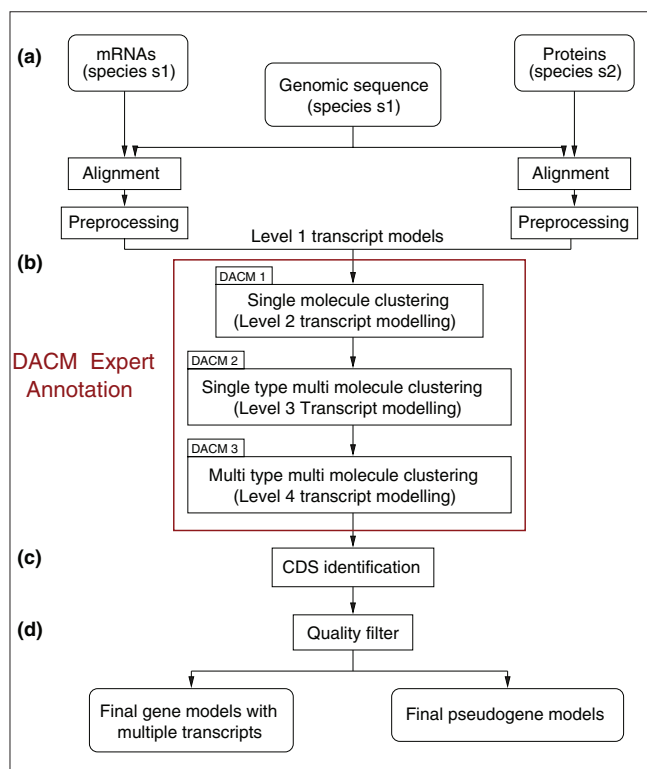 (a)
mRNAs
(species s1)
Genomic sequence
(species s1)
Proteins
(species s2)
Alignment
Alignment
Preprocessing
Preprocessing
Level 1 transcript models
(b)
DACM Expert
Annotation
DACM 1
Single molecule clustering
(Level 2 transcript modelling)
DACM 2
Single type multi molecule clustering
(Level 3 Transcript modelling)
DACM 3
Multi type multi molecule clustering
(Level 4 transcript modelling)
(c)
CDS identification
(d)
Quality filter
Final gene models with
multiple transcripts
Final pseudogene models